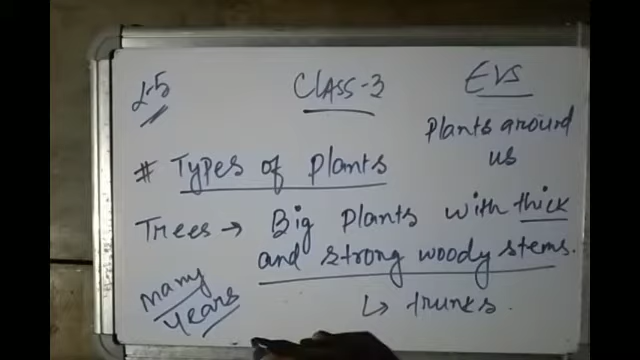 L-5
CLASS-3
EVS
Plants around
us
# Types of Plants
Trees → Big Plants with thick
and strong woody stems.
↳ trunks.
many
years